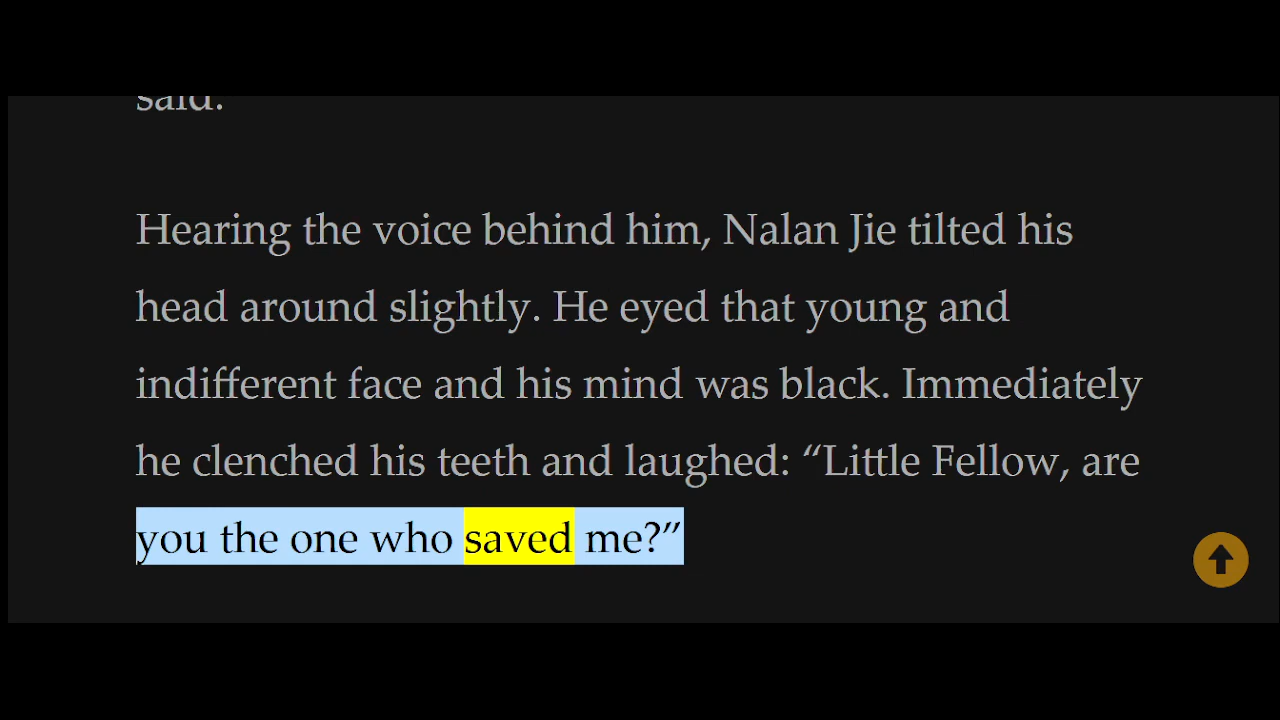 said.
Hearing the voice behind him, Nalan Jie tilted his
head around slightly. He eyed that young and
indifferent face and his mind was black. Immediately
he clenched his teeth and laughed: “Little Fellow, are
you the one who saved me?”